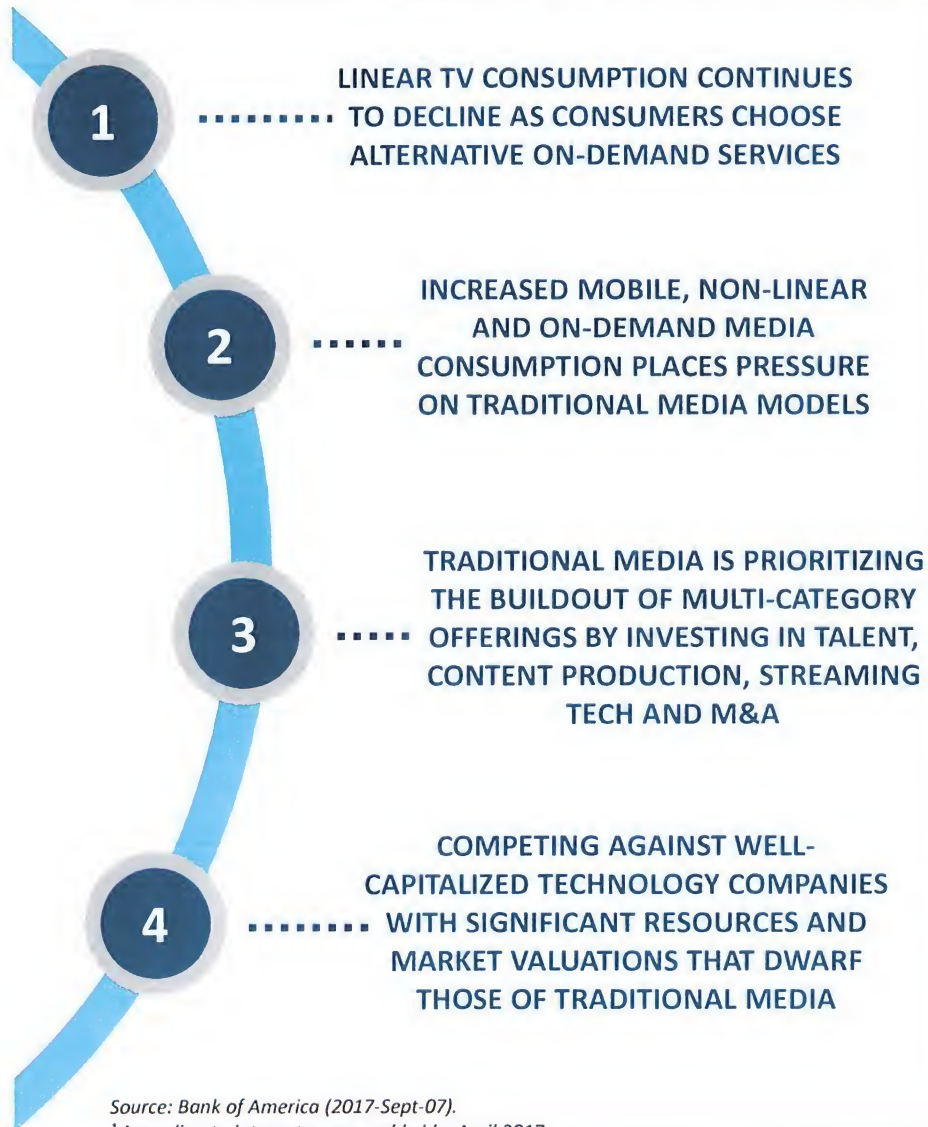 1
LINEAR TV CONSUMPTION CONTINUES
TO DECLINE AS CONSUMERS CHOOSE
ALTERNATIVE ON-DEMAND SERVICES
2
INCREASED MOBILE, NON-LINEAR
AND ON-DEMAND MEDIA
CONSUMPTION PLACES PRESSURE
ON TRADITIONAL MEDIA MODELS
3
TRADITIONAL MEDIA IS PRIORITIZING
THE BUILDOUT OF MULTI-CATEGORY
OFFERINGS BY INVESTING IN TALENT,
CONTENT PRODUCTION, STREAMING
TECH AND M&A
4
COMPETING AGAINST WELL-
CAPITALIZED TECHNOLOGY COMPANIES
WITH SIGNIFICANT RESOURCES AND
MARKET VALUATIONS THAT DWARF
THOSE OF TRADITIONAL MEDIA
Source: Bank of America (2017-Sept-07).